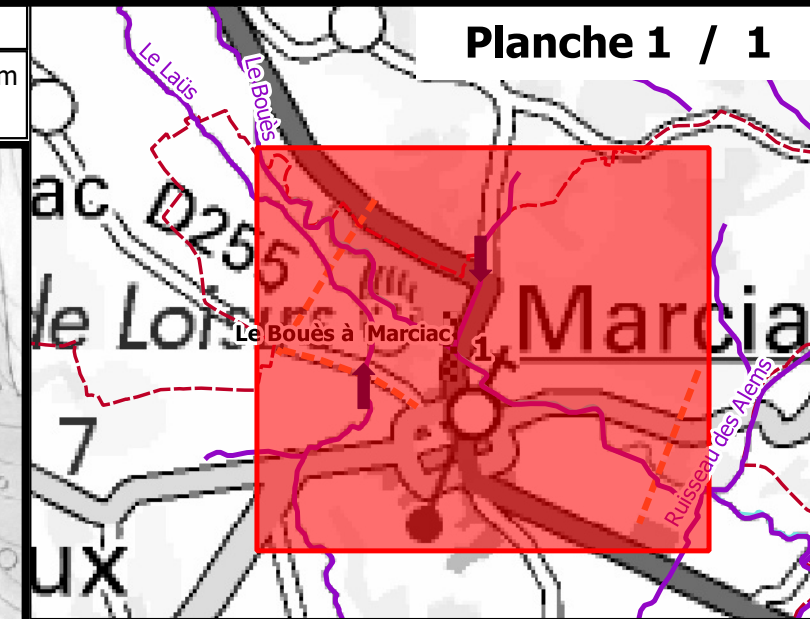 Planche 1 / 1
m
Le Laüs
Le Bouès
ac
D255
de Loisirs
Marcia
Le Bouès à Marciac
1
7
Ruisseau des Alems
ux